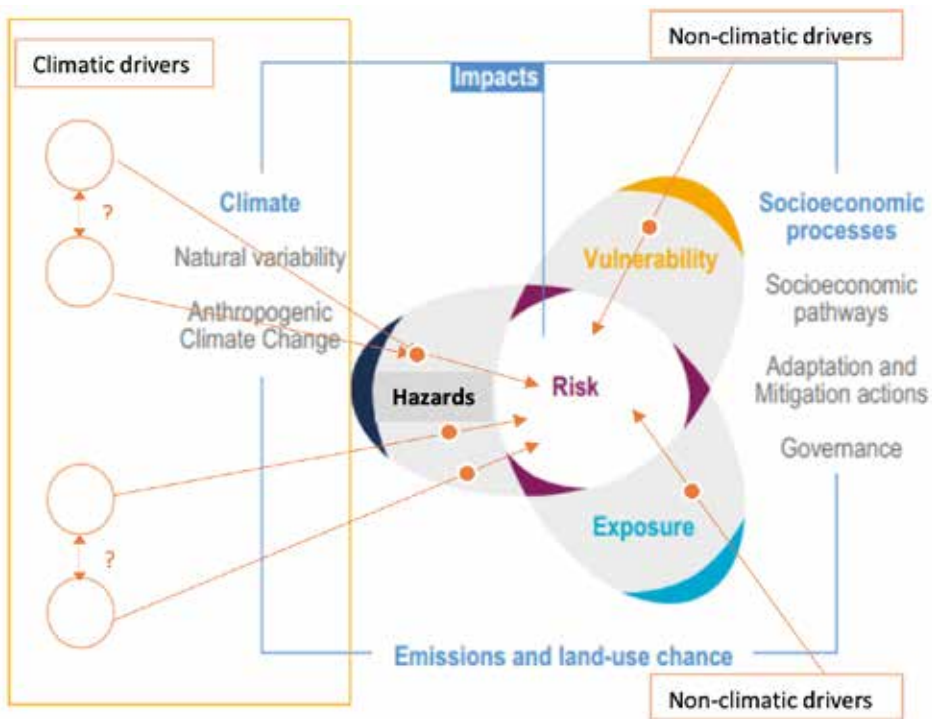 Non-climatic drivers
Climatic drivers
Impacts
?
Climate
Natural variability
Anthropogenic
Climate Change
Vulnerability
Socioeconomic
processes
Socioeconomic
pathways
Adaptation and
Mitigation actions
Governance
Hazards
Risk
Exposure
?
Emissions and land-use chance
Non-climatic drivers